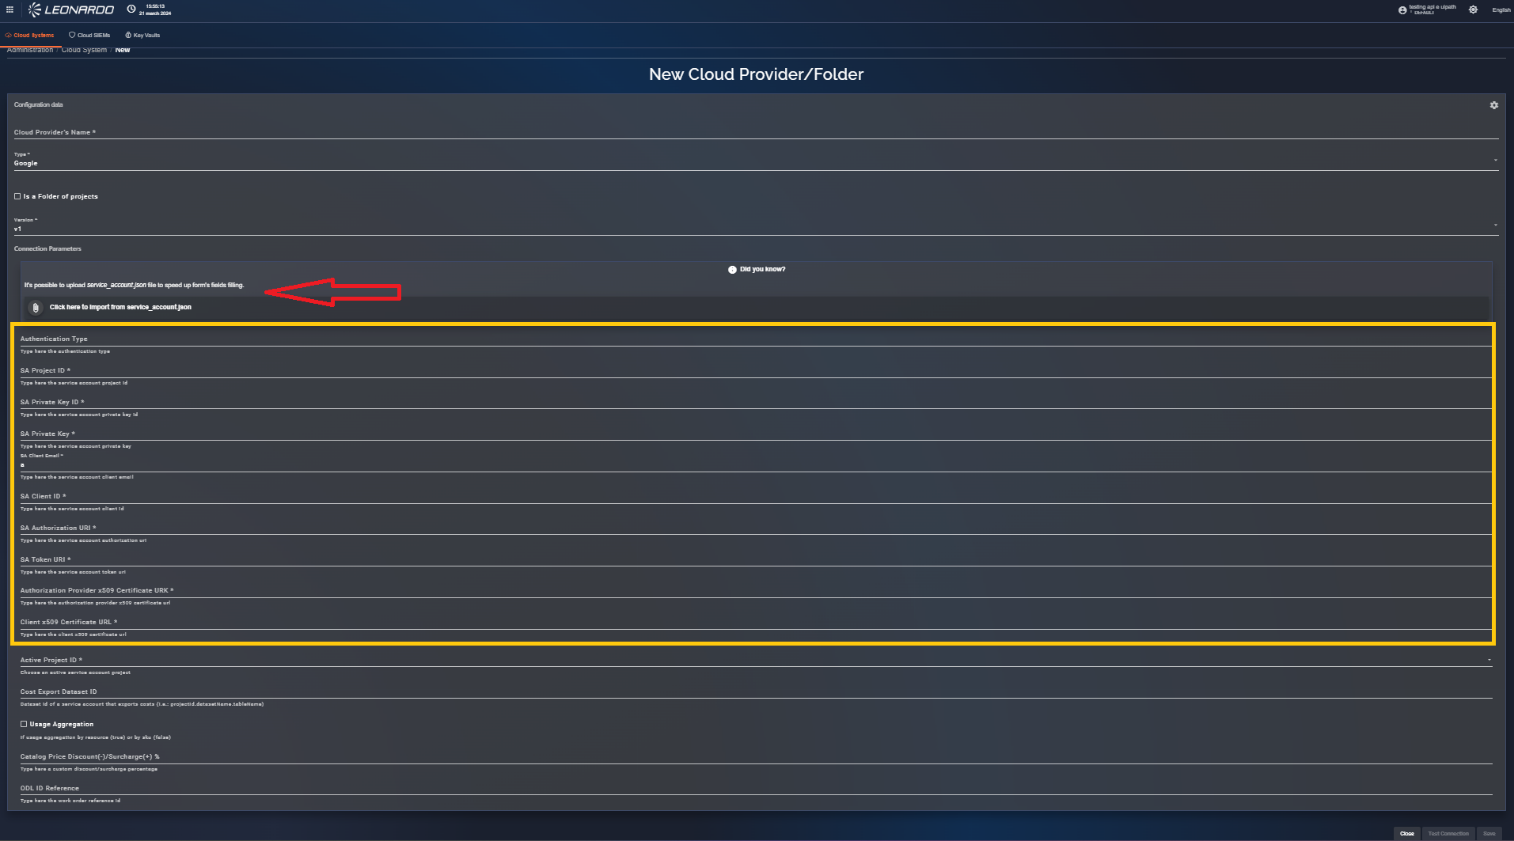 LEONARDO
13:35:13
21 march 2024
testing api e uipath
English
Cloud Systems
Cloud SIEMs
Key Vaults
Administration / Cloud System / New
New Cloud Provider/Folder
Configuration data
Cloud Provider's Name *
Type *
Google
Is a Folder of projects
Version *
v1
Connection Parameters
Did you know?
It's possible to upload service_account.json file to speed up form's fields filling.
Click here to import from service_account.json
Authentication Type
Type here the authentication type
SA Project ID *
Type here the service account project id
SA Private Key ID *
Type here the service account private key id
SA Private Key *
Type here the service account private key
SA Client Email *
Type here the service account client email
SA Client ID *
Type here the service account client id
SA Authorization URI *
Type here the service account authorization uri
SA Token URI *
Type here the service account token uri
Authorization Provider x509 Certificate URK *
Type here the authorization provider x509 certificate url
Client x509 Certificate URL *
Type here the client x509 certificate url
Active Project ID *
Choose an active service account project
Cost Export Dataset ID
Dataset id of a service account that exports costs (i.e.: projectId.datasetName.tableName)
Usage Aggregation
If usage aggregation by resource (true) or by sku (false)
Catalog Price Discount(-)/Surcharge(+) %
Type here a custom discount/surcharge percentage
ODL ID Reference
Type here the work order reference id
Close
Test Connection
Save